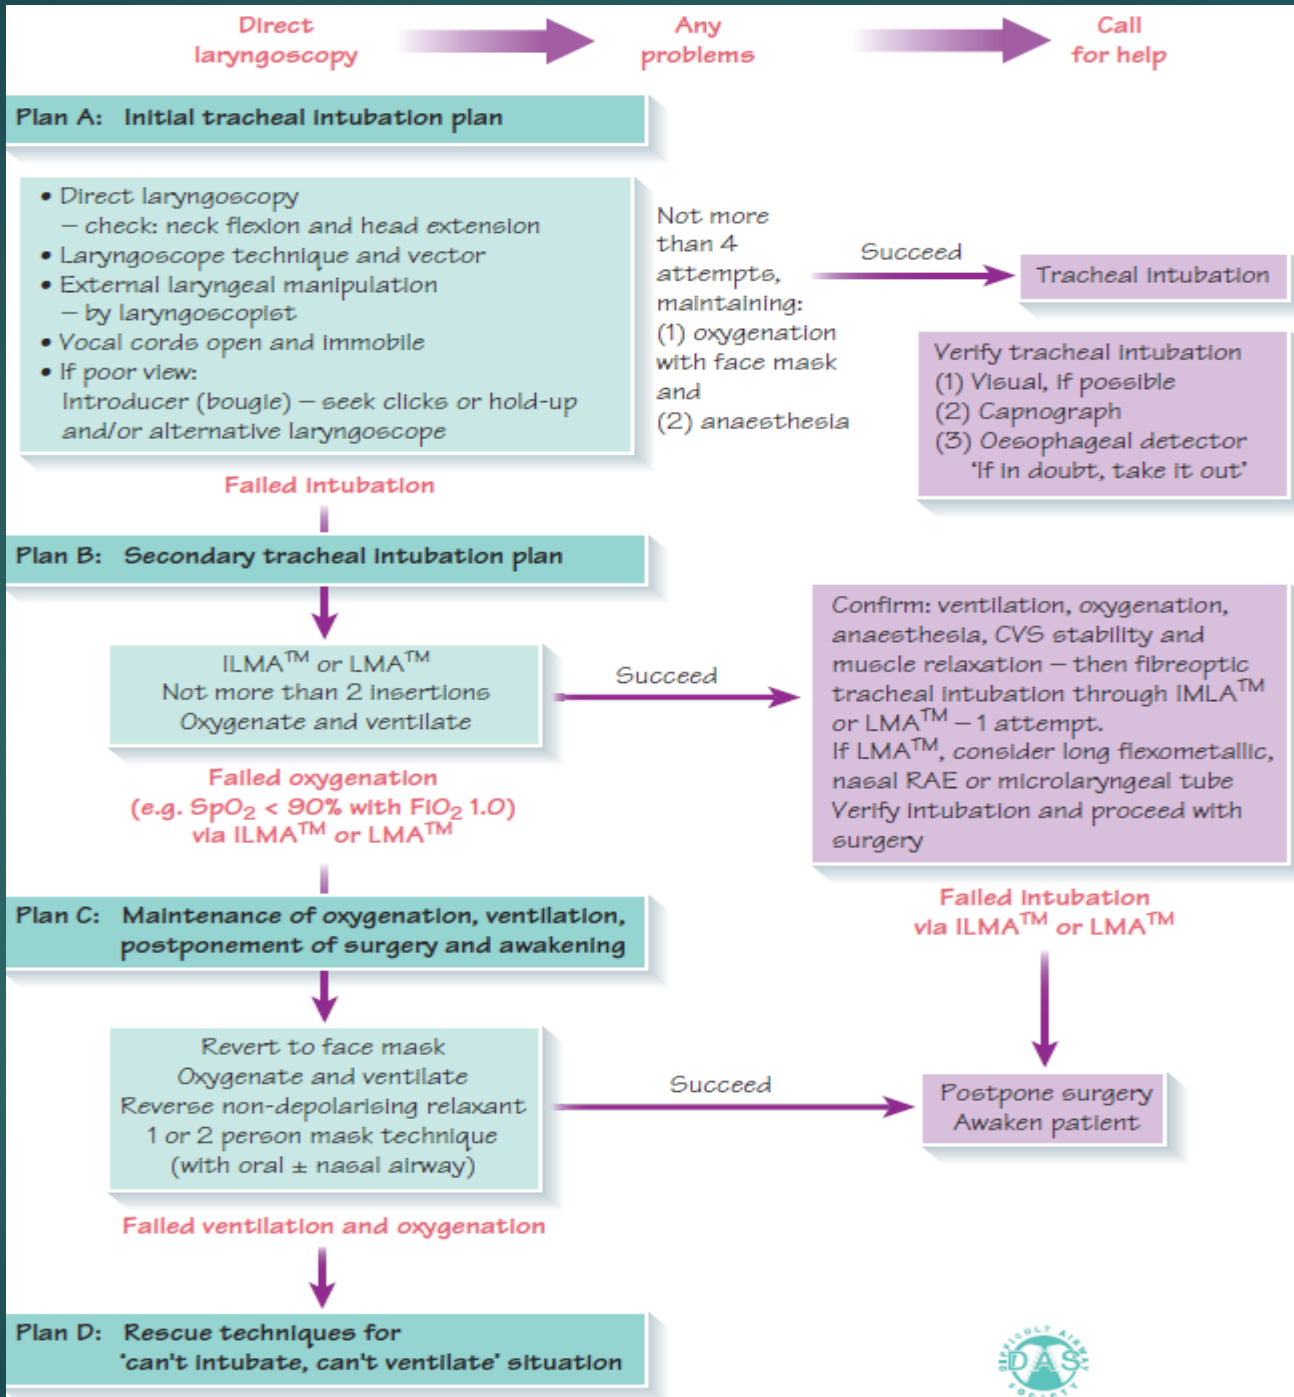 Direct
laryngoscopy
Any
problems
Call
for help
Plan A: Initial tracheal intubation plan
• Direct laryngoscopy
– check: neck flexion and head extension
• Laryngoscope technique and vector
• External laryngeal manipulation
– by laryngoscopist
• Vocal cords open and immobile
• If poor view:
Introducer (bougie) – seek clicks or hold-up
and/or alternative laryngoscope
Not more
than 4
attempts,
maintaining:
(1) oxygenation
with face mask
and
(2) anaesthesia
Succeed
Tracheal intubation
Verify tracheal intubation
(1) Visual, if possible
(2) Capnograph
(3) Oesophageal detector
‘If in doubt, take it out’
Failed intubation
Plan B: Secondary tracheal intubation plan
ILMA™ or LMA™
Not more than 2 insertions
Oxygenate and ventilate
Succeed
Confirm: ventilation, oxygenation,
anaesthesia, CVS stability and
muscle relaxation – then fibreoptic
tracheal intubation through IMLA™
or LMA™ – 1 attempt.
If LMA™, consider long flexometallic,
nasal RAE or microlaryngeal tube
Verify intubation and proceed with
surgery
Failed oxygenation
(e.g. SpO₂ < 90% with FiO₂ 1.0)
via ILMA™ or LMA™
Failed intubation
via ILMA™ or LMA™
Plan C: Maintenance of oxygenation, ventilation,
postponement of surgery and awakening
Revert to face mask
Oxygenate and ventilate
Reverse non-depolarising relaxant
1 or 2 person mask technique
(with oral ± nasal airway)
Succeed
Postpone surgery
Awaken patient
Failed ventilation and oxygenation
Plan D: Rescue techniques for
‘can't intubate, can't ventilate’ situation
DIFFICULT AIRWAY
DAS
SOCIETY